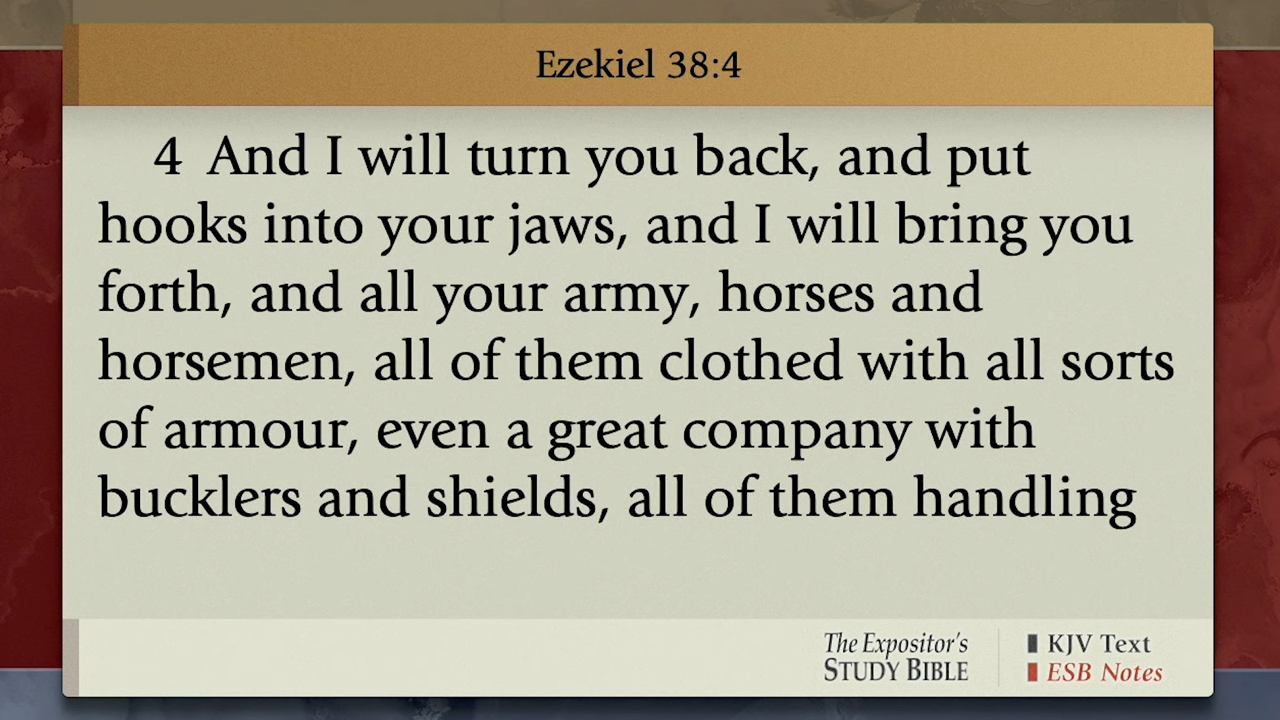 Ezekiel 38:4
4 And I will turn you back, and put
hooks into your jaws, and I will bring you
forth, and all your army, horses and
horsemen, all of them clothed with all sorts
of armour, even a great company with
bucklers and shields, all of them handling
The Expositor's
STUDY BIBLE
KJV Text
ESB Notes